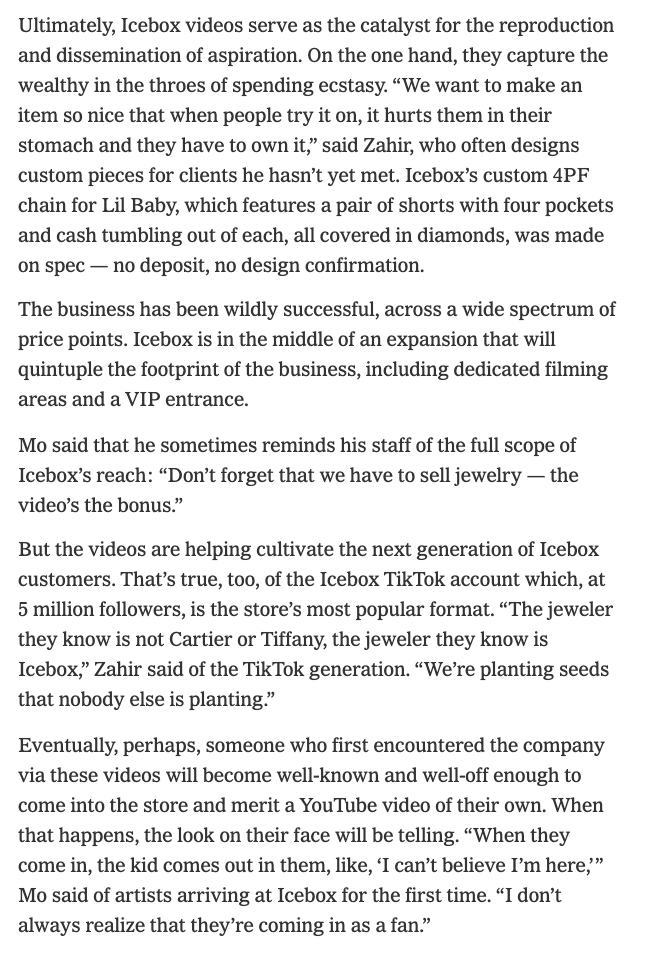 Ultimately, Icebox videos serve as the catalyst for the reproduction
and dissemination of aspiration. On the one hand, they capture the
wealthy in the throes of spending ecstasy. “We want to make an
item so nice that when people try it on, it hurts them in their
stomach and they have to own it,” said Zahir, who often designs
custom pieces for clients he hasn’t yet met. Icebox’s custom 4PF
chain for Lil Baby, which features a pair of shorts with four pockets
and cash tumbling out of each, all covered in diamonds, was made
on spec — no deposit, no design confirmation.
The business has been wildly successful, across a wide spectrum of
price points. Icebox is in the middle of an expansion that will
quintuple the footprint of the business, including dedicated filming
areas and a VIP entrance.
Mo said that he sometimes reminds his staff of the full scope of
Icebox’s reach: “Don’t forget that we have to sell jewelry — the
video’s the bonus.”
But the videos are helping cultivate the next generation of Icebox
customers. That’s true, too, of the Icebox TikTok account which, at
5 million followers, is the store’s most popular format. “The jeweler
they know is not Cartier or Tiffany, the jeweler they know is
Icebox,” Zahir said of the TikTok generation. “We’re planting seeds
that nobody else is planting.”
Eventually, perhaps, someone who first encountered the company
via these videos will become well-known and well-off enough to
come into the store and merit a YouTube video of their own. When
that happens, the look on their face will be telling. “When they
come in, the kid comes out in them, like, ‘I can’t believe I’m here,’”
Mo said of artists arriving at Icebox for the first time. “I don’t
always realize that they’re coming in as a fan.”